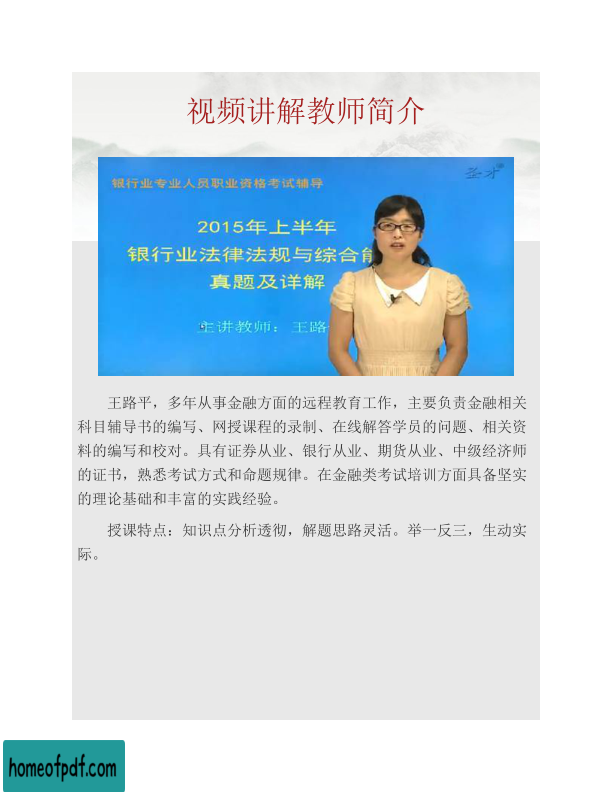 视频讲解教师简介
圣才
银行业专业人员职业资格考试辅导
2015年上半年
银行业法律法规与综合能
真题及详解
主讲教师：王路
王路平，多年从事金融方面的远程教育工作，主要负责金融相关
科目辅导书的编写、网授课程的录制、在线解答学员的问题、相关资
料的编写和校对。具有证券从业、银行从业、期货从业、中级经济师
的证书，熟悉考试方式和命题规律。在金融类考试培训方面具备坚实
的理论基础和丰富的实践经验。
授课特点：知识点分析透彻，解题思路灵活。举一反三，生动实
际。
homeofpdf.com